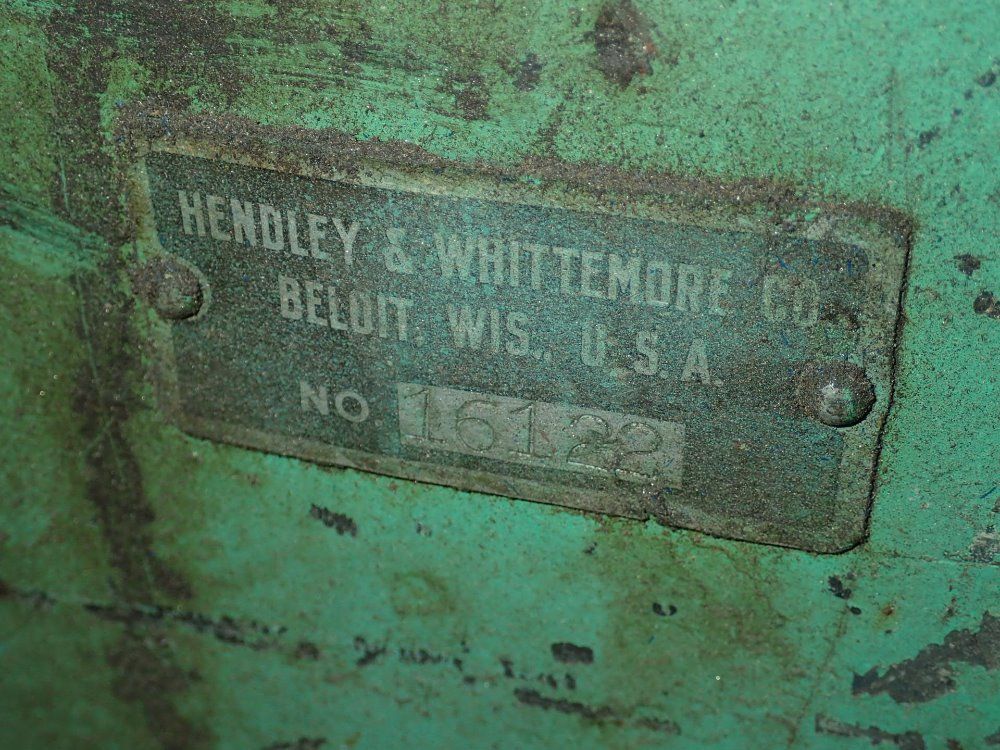 HENDLEY & WHITTEMORE CO.
BELOIT, WIS., U.S.A.
NO. 16122